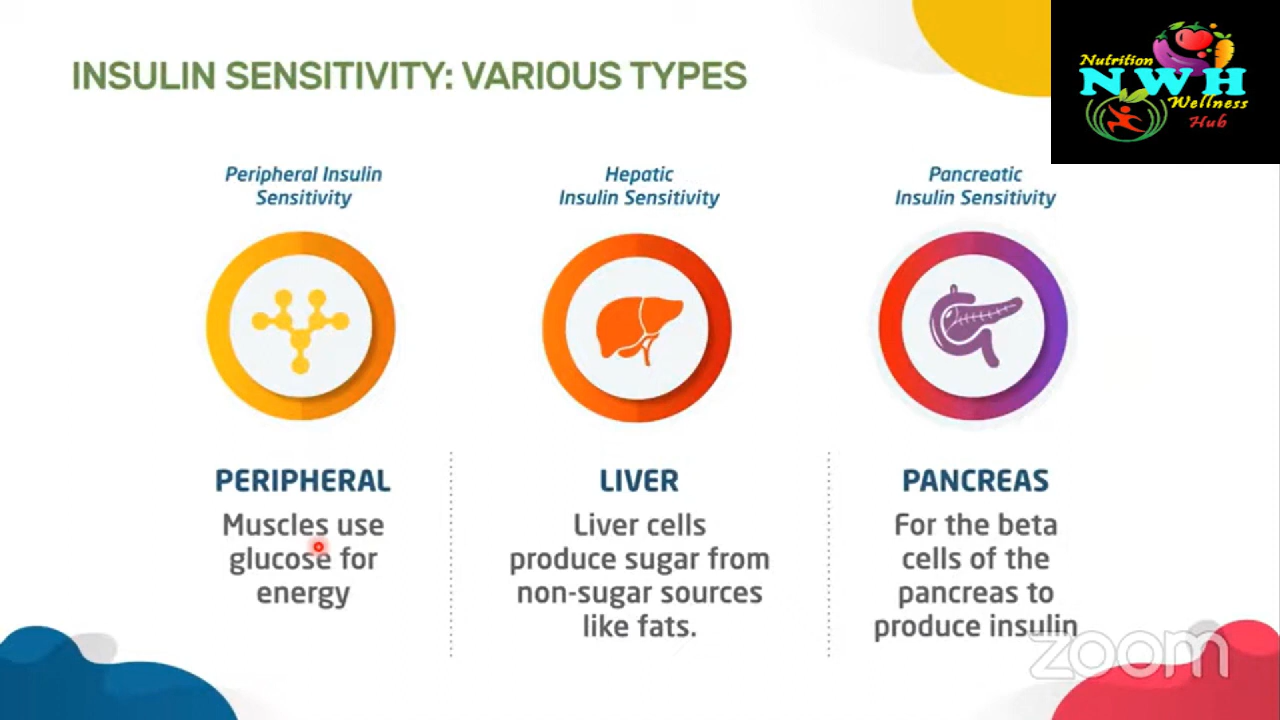 INSULIN SENSITIVITY: VARIOUS TYPES
Nutrition
NWH
Wellness
Hub
Peripheral Insulin
Sensitivity
Hepatic
Insulin Sensitivity
Pancreatic
Insulin Sensitivity
PERIPHERAL
Muscles use
glucose for
energy
LIVER
Liver cells
produce sugar from
non-sugar sources
like fats.
PANCREAS
For the beta
cells of the
pancreas to
produce insulin
zoom